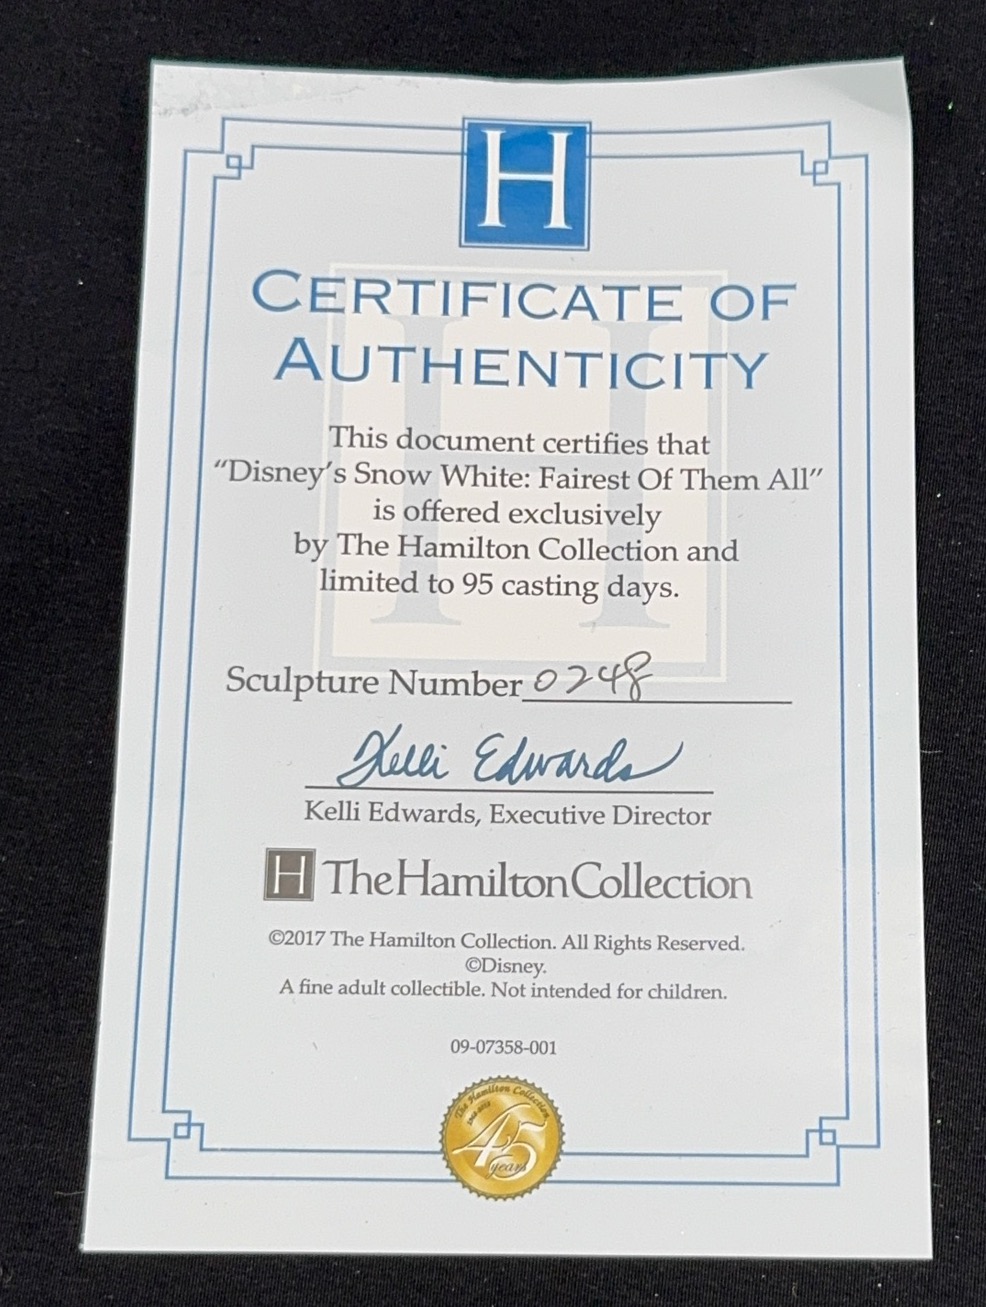 H
CERTIFICATE OF
AUTHENTICITY
This document certifies that
“Disney’s Snow White: Fairest Of Them All”
is offered exclusively
by The Hamilton Collection and
limited to 95 casting days.
Sculpture Number 0248
Kelli Edwards
Kelli Edwards, Executive Director
H The Hamilton Collection
©2017 The Hamilton Collection. All Rights Reserved.
©Disney.
A fine adult collectible. Not intended for children.
09-07358-001
The Hamilton Collection
45
years